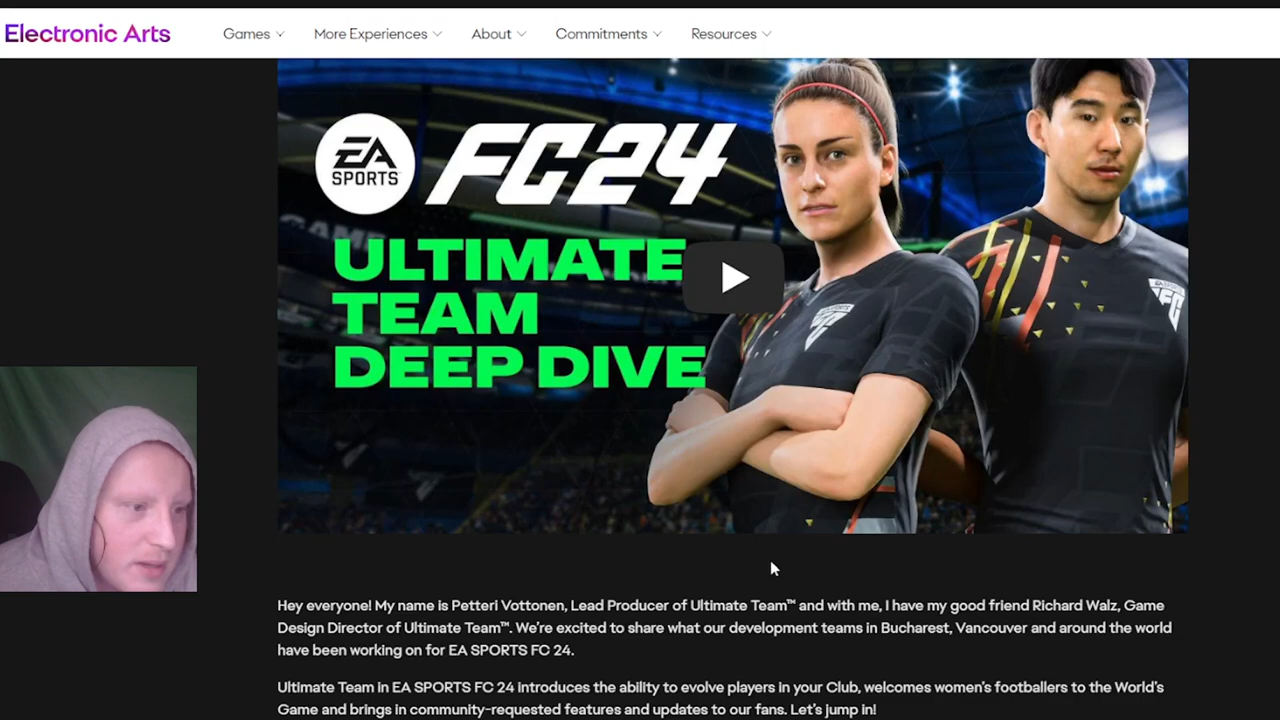 Electronic Arts
Games More Experiences About Commitments Resources
EA SPORTS FC 24
ULTIMATE
TEAM
DEEP DIVE
Hey everyone! My name is Petteri Vottonen, Lead Producer of Ultimate Team™ and with me, I have my good friend Richard Walz, Game
Design Director of Ultimate Team™. We're excited to share what our development teams in Bucharest, Vancouver and around the world
have been working on for EA SPORTS FC 24.
Ultimate Team in EA SPORTS FC 24 introduces the ability to evolve players in your Club, welcomes women's footballers to the World's
Game and brings in community-requested features and updates to our fans. Let's jump in!